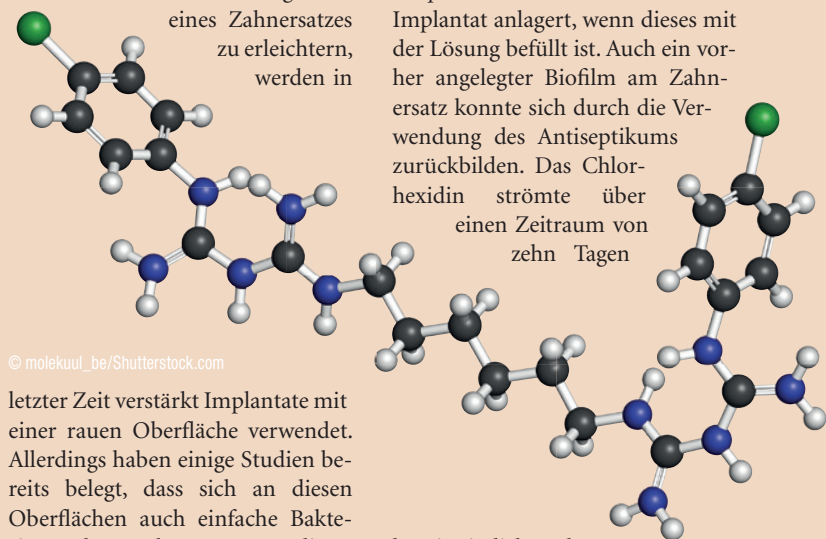 eines Zahnersatzes
zu erleichtern,
werden in
© molekuul_be/Shutterstock.com
letzter Zeit verstärkt Implantate mit
einer rauen Oberfläche verwendet.
Allerdings haben einige Studien be-
reits belegt, dass sich an diesen
Oberflächen auch einfache Bakte-
Implantat anlagert, wenn dieses mit
der Lösung befüllt ist. Auch ein vor-
her angelegter Biofilm am Zahn-
ersatz konnte sich durch die Ver-
wendung des Antiseptikums
zurückbilden. Das Chlor-
hexidin strömte über
einen Zeitraum von
zehn Tagen